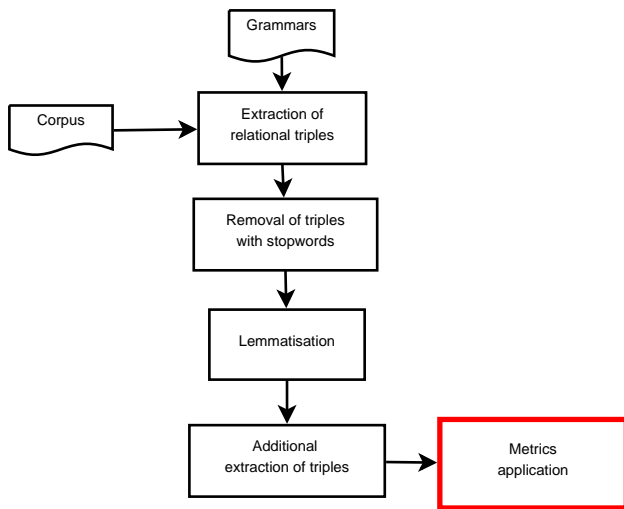 Grammars
Corpus
Extraction of
relational triples
Removal of triples
with stopwords
Lemmatisation
Additional
extraction of triples
Metrics
application